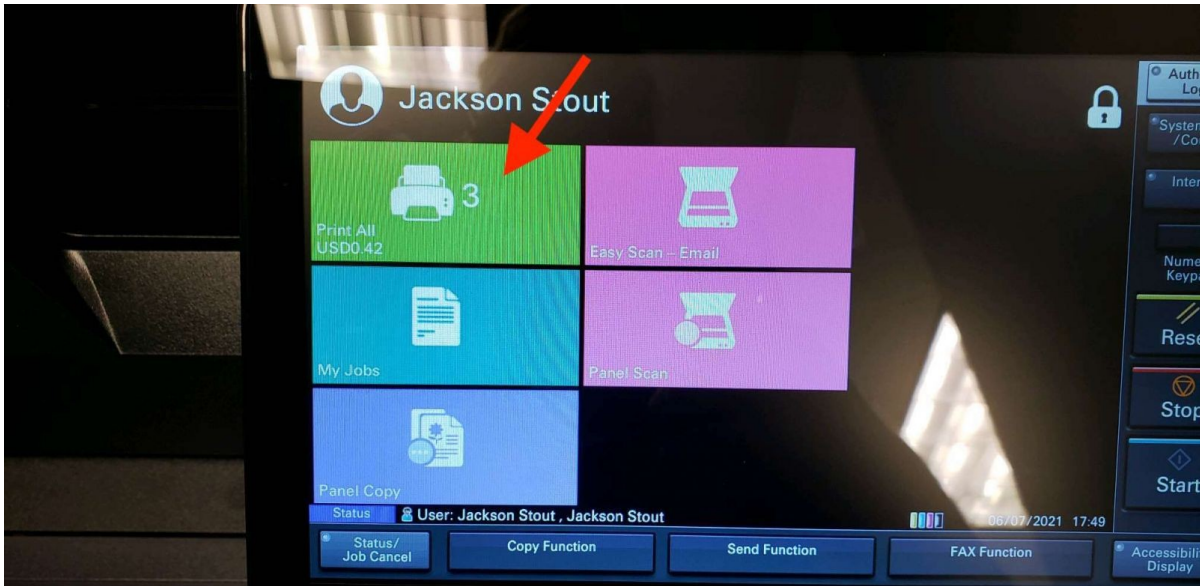 Jackson Stout
3
Print All
USD0.42
Easy Scan – Email
My Jobs
Panel Scan
Panel Copy
Status
User: Jackson Stout , Jackson Stout
06/07/2021 17:49
Status/
Job Cancel
Copy Function
Send Function
FAX Function
Display
Reset
Stop
Start